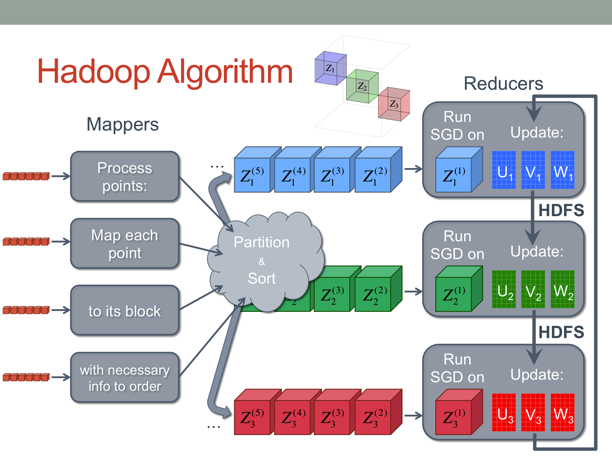 Hadoop Algorithm
Z₁
Z₂
Z₃
Mappers
Reducers
Process
points:
Map each
point
to its block
with necessary
info to order
Partition
&
Sort
...
Z₁⁽⁵⁾ Z₁⁽⁴⁾ Z₁⁽³⁾ Z₁⁽²⁾
Run
SGD on
Update:
Z₁⁽¹⁾
U₁ V₁ W₁
HDFS
Z₂⁽³⁾ Z₂⁽²⁾
Run
SGD on
Update:
Z₂⁽¹⁾
U₂ V₂ W₂
HDFS
...
Z₃⁽⁵⁾ Z₃⁽⁴⁾ Z₃⁽³⁾ Z₃⁽²⁾
Run
SGD on
Update:
Z₃⁽¹⁾
U₃ V₃ W₃